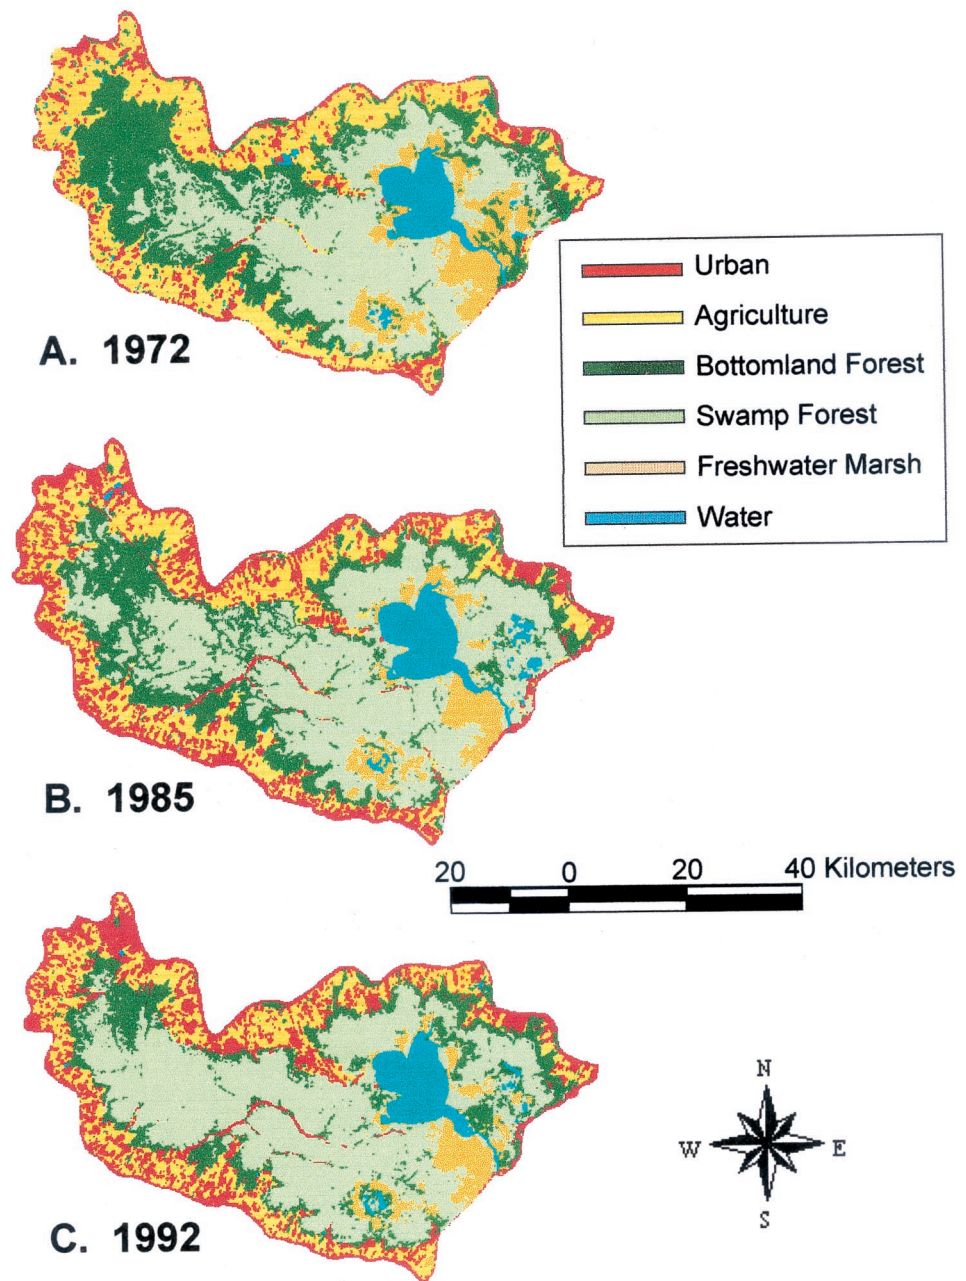 A. 1972
Urban
Agriculture
Bottomland Forest
Swamp Forest
Freshwater Marsh
Water
B. 1985
20 0 20 40 Kilometers
C. 1992
N
W E
S